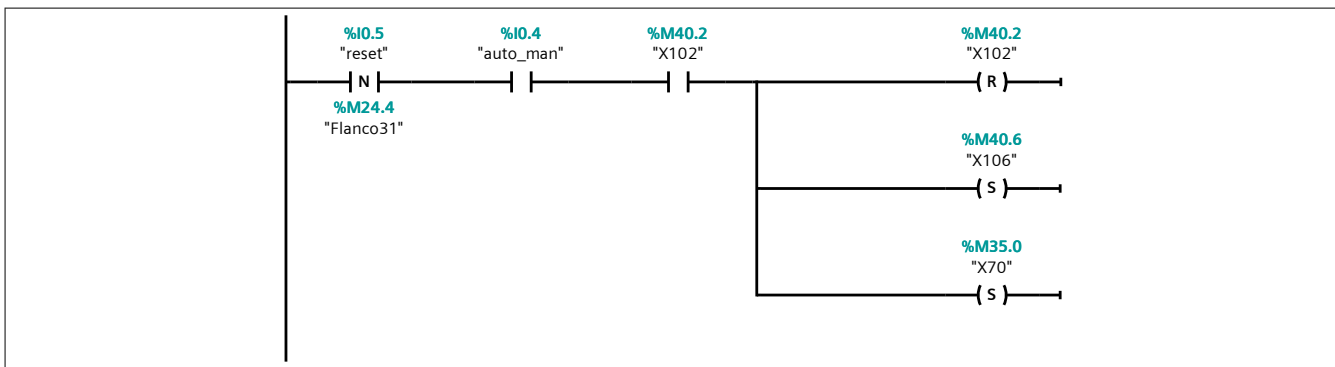 %I0.5 %I0.4 %M40.2 %M40.2
"reset" "auto_man" "X102" "X102"
N R
%M24.4
"Flanco31"
%M40.6
"X106"
S
%M35.0
"X70"
S